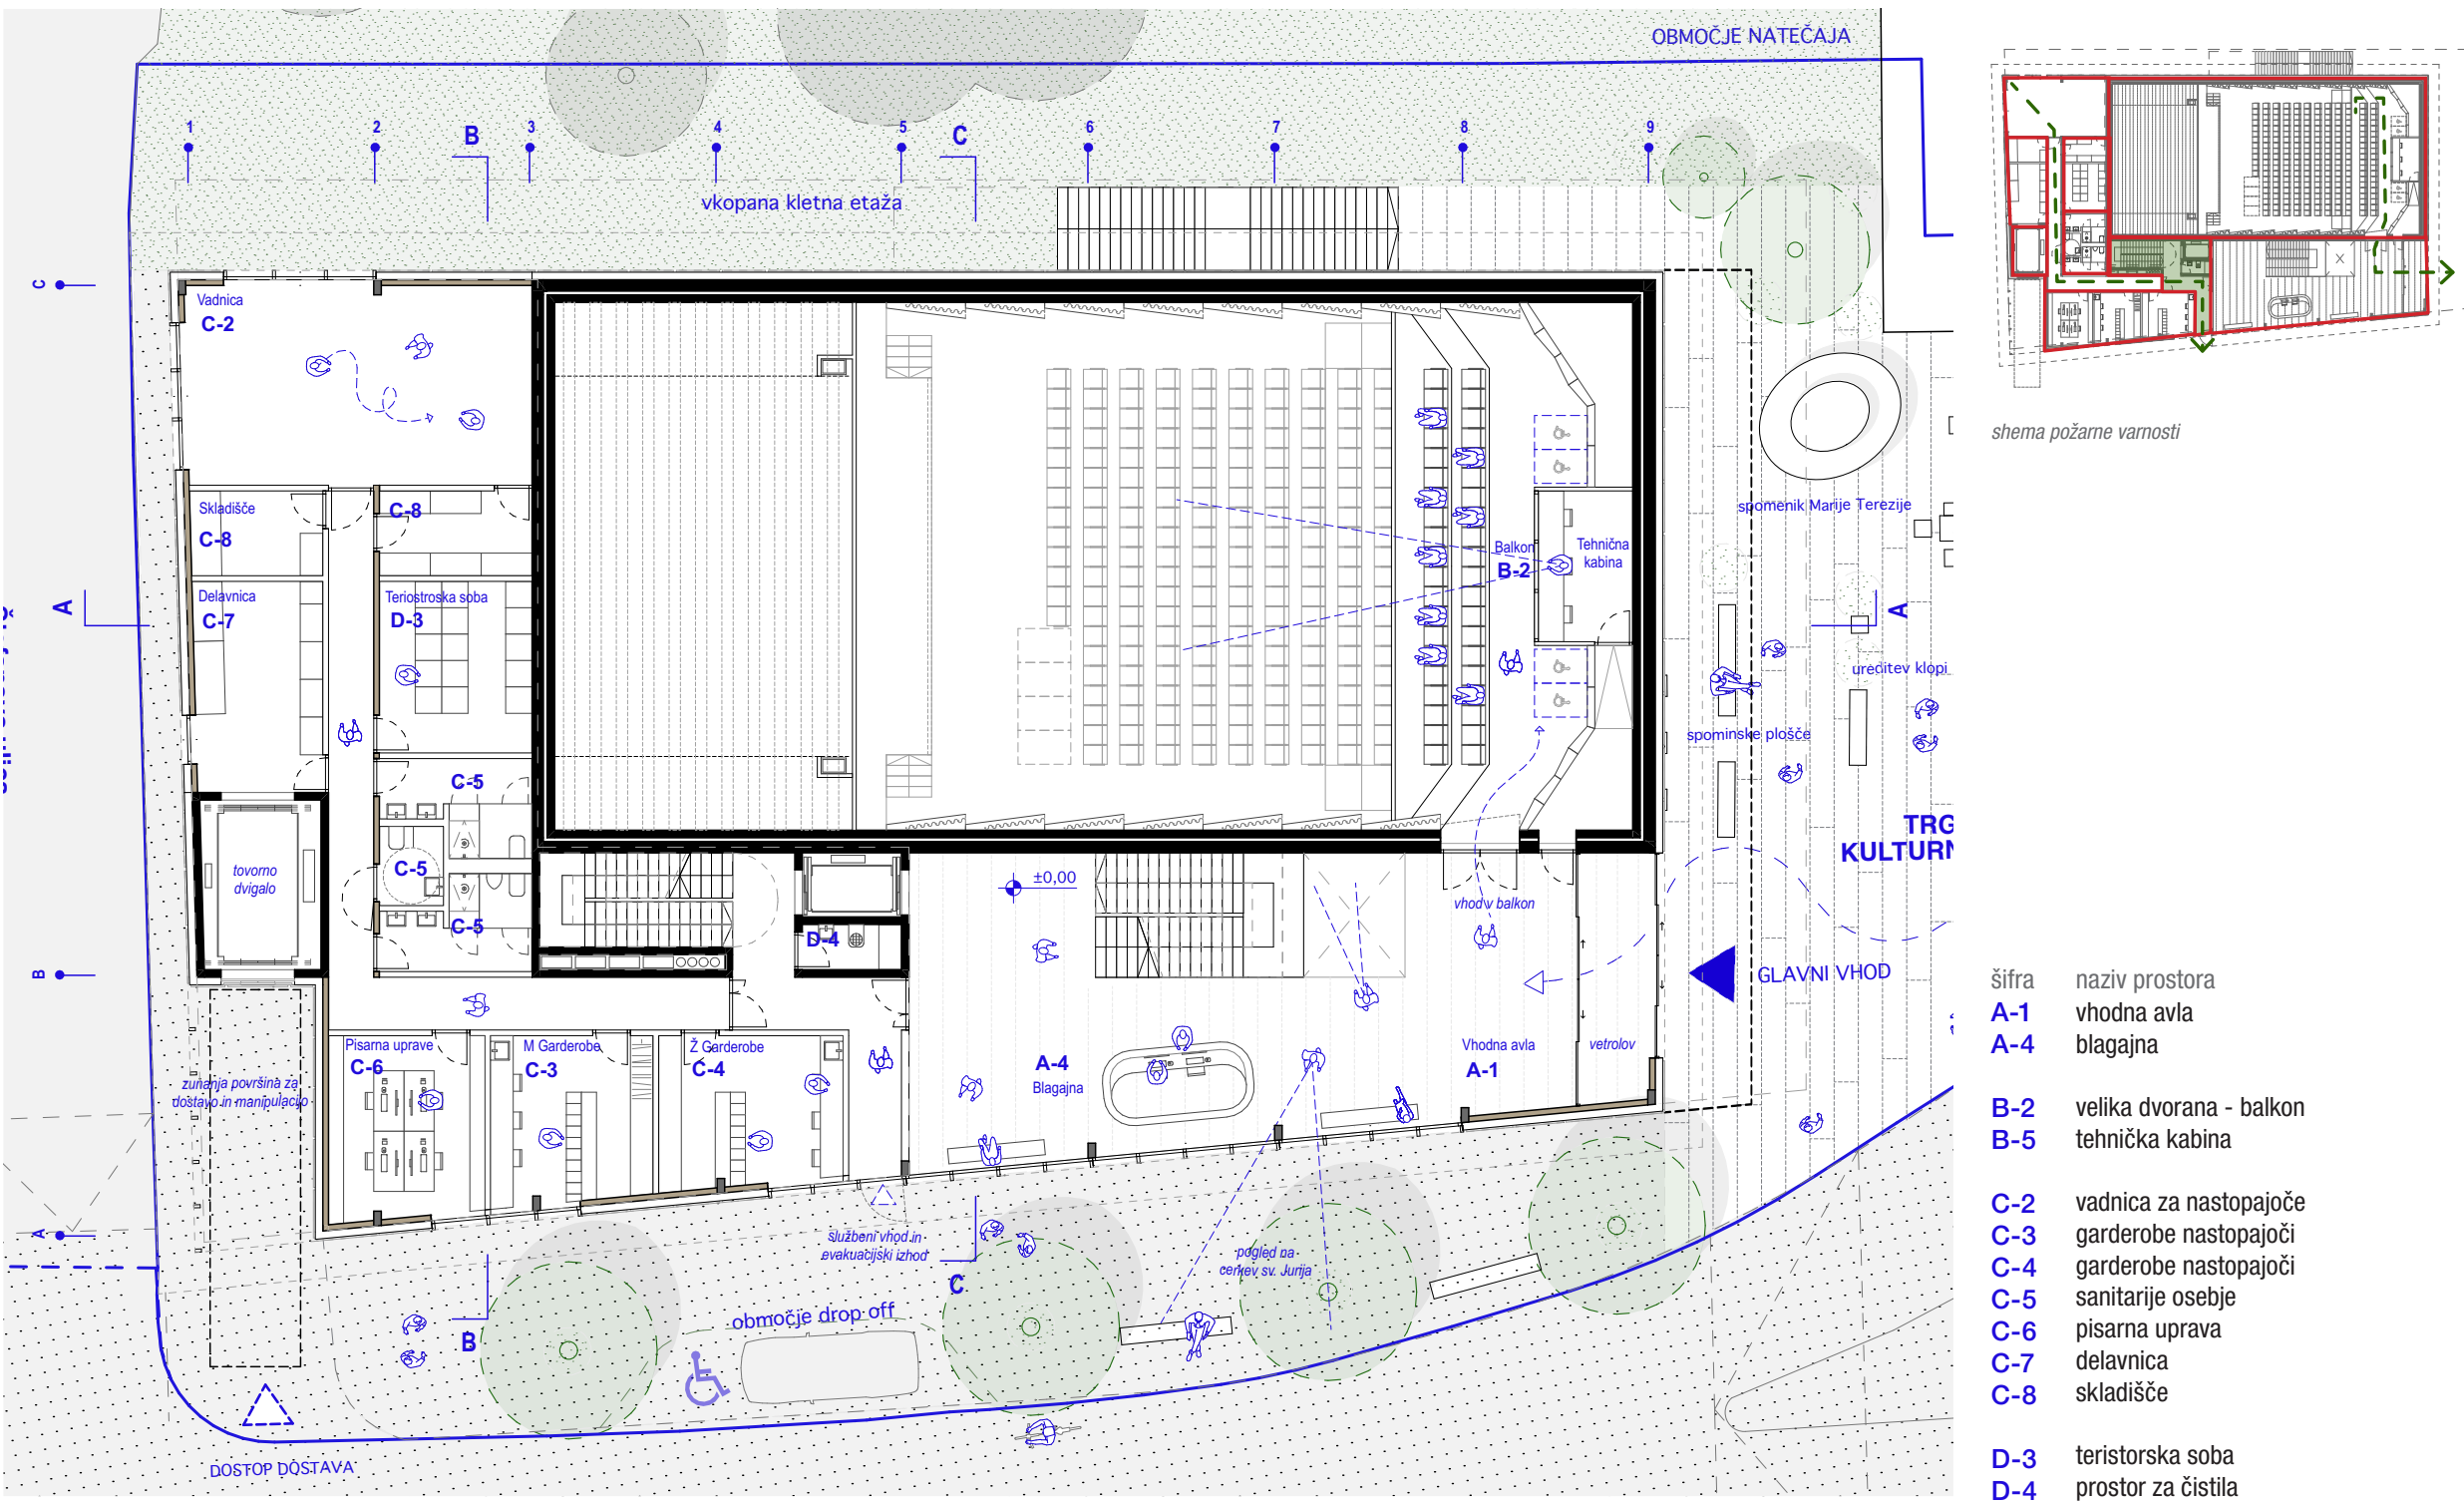 OBMOČJE NATEČAJA
1
2
B
3
4
5
C
6
7
8
9
vkopana kletna etaža
C
Vadnica
C-2
shema požarne varnosti
Skladišče
C-8
C-8
spomenik Marije Terezije
Balkon
B-2
Tehnična
kabina
A
Delavnica
C-7
Teriostroska soba
D-3
A
ureditev klopi
spominske plošče
C-5
TRG
KULTURN
tovorno
dvigalo
C-5
±0,00
vhod v balkon
C-5
D-4
B
GLAVNI VHOD
šifra naziv prostora
A-1 vhodna avla
A-4 blagajna
B-2 velika dvorana - balkon
B-5 tehnička kabina
C-2 vadnica za nastopajoče
C-3 garderobe nastopajoči
C-4 garderobe nastopajoči
C-5 sanitarije osebje
C-6 pisarna uprava
C-7 delavnica
C-8 skladišče
D-3 teristorska soba
D-4 prostor za čistila
Pisarna uprave
C-6
M Garderobe
C-3
Ž Garderobe
C-4
A-4
Blagajna
Vhodna avla
A-1
vetrolov
zunanja površina za
dostavo in manipulacijo
A
službeni vhod in
evakuacijski izhod
C
pogled na
cerkev sv. Jurija
B
območje drop off
DOSTOP DOSTAVA